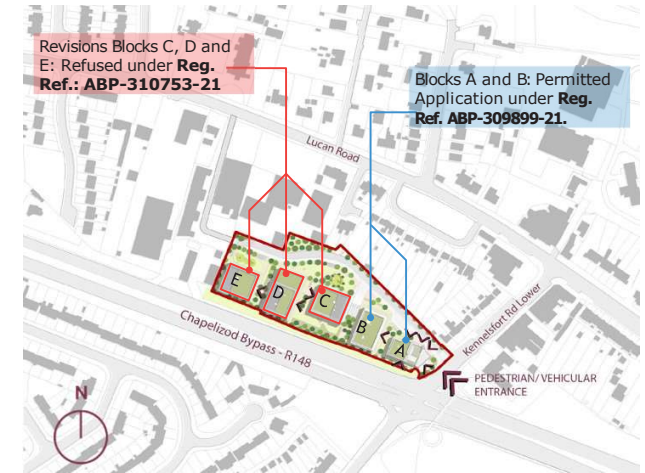 Revisions Blocks C, D and
E: Refused under Reg.
Ref.: ABP-310753-21
Blocks A and B: Permitted
Application under Reg.
Ref. ABP-309899-21.
Lucan Road
E
D
C
B
A
Chapelizod Bypass - R148
Kennelsfort Rd Lower
PEDESTRIAN/VEHICULAR
ENTRANCE
N